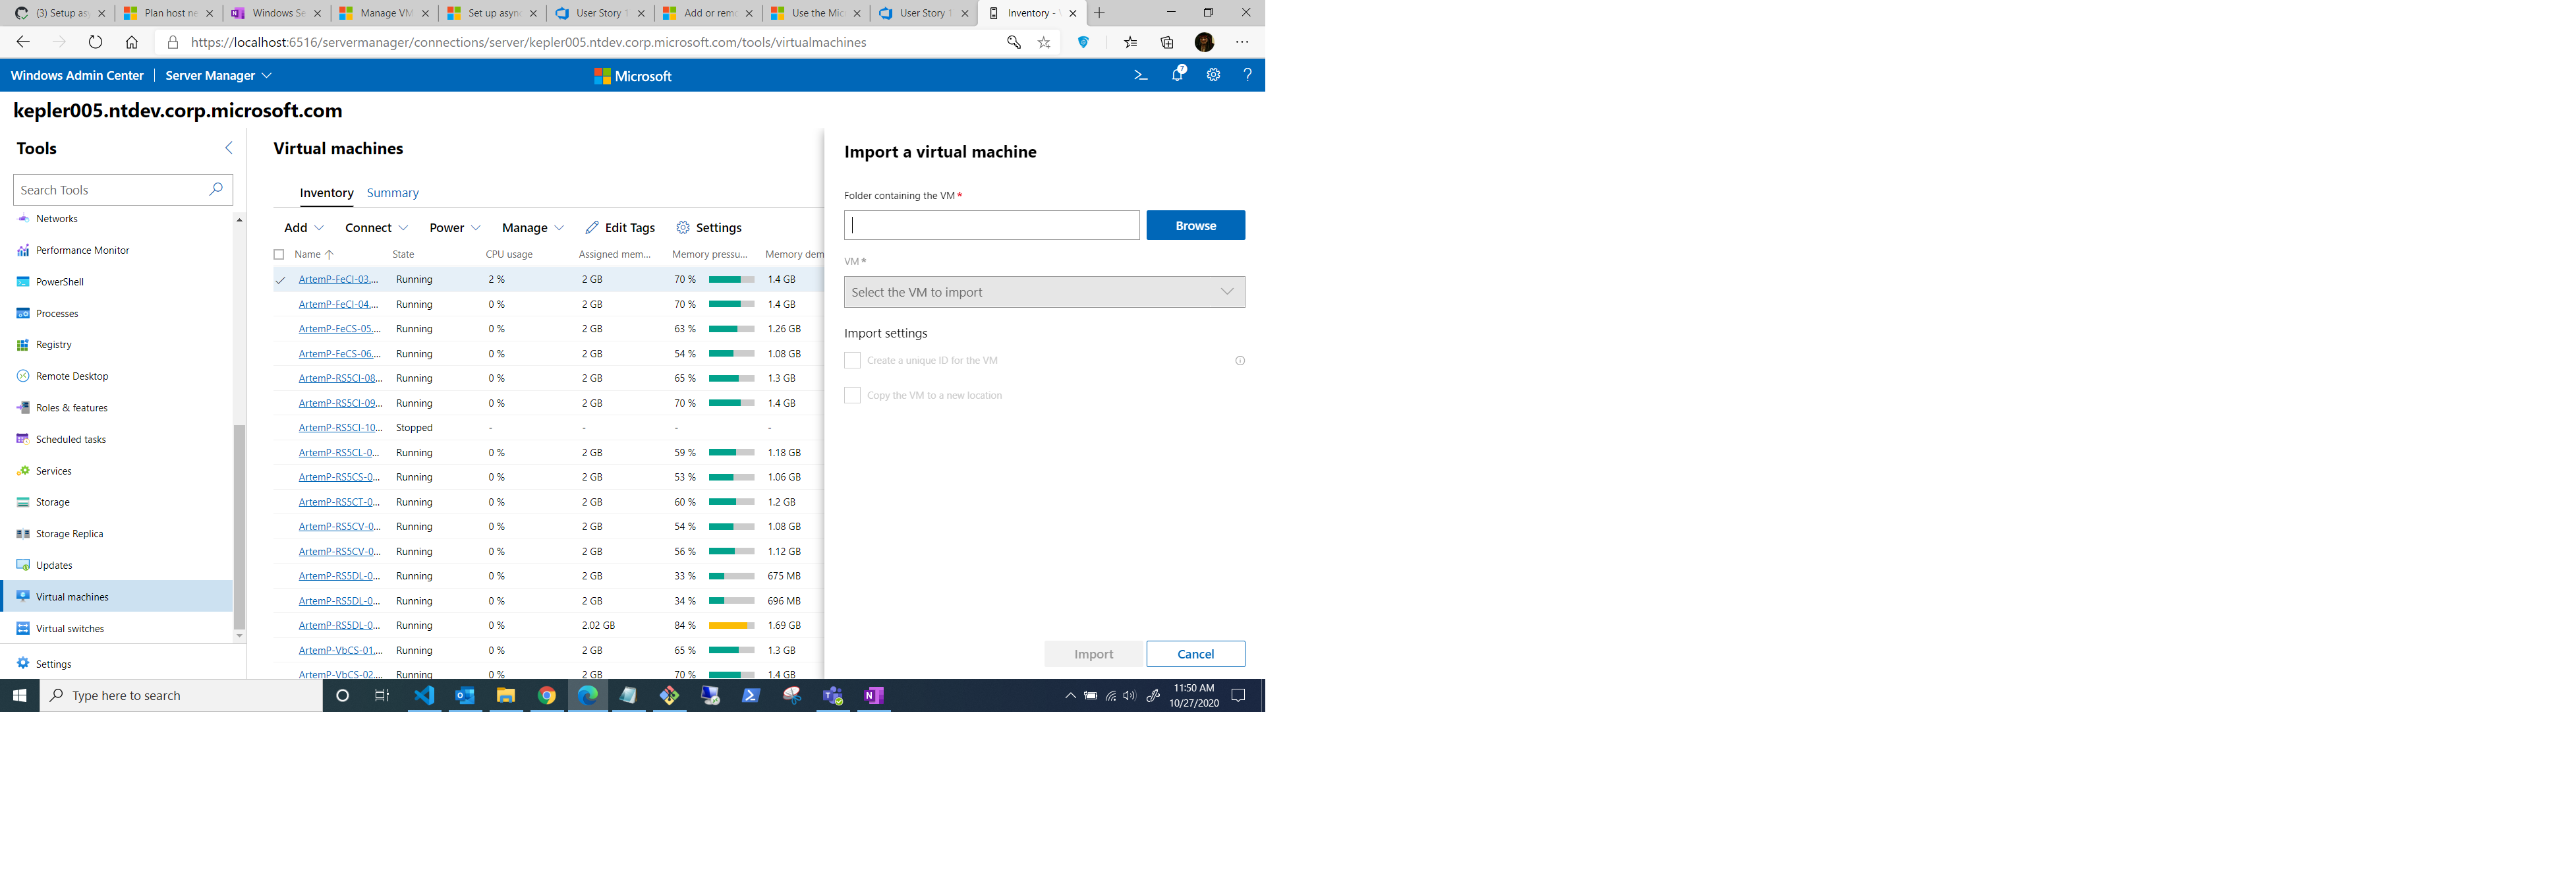 (3) Setup asy
Plan host ne
Windows Se
Manage VM
Set up async
User Story 1
Add or remo
Use the Micr
User Story 1
Inventory - V
https://localhost:6516/servermanager/connections/server/kepler005.ntdev.corp.microsoft.com/tools/virtualmachines
Windows Admin Center | Server Manager
Microsoft
7
kepler005.ntdev.corp.microsoft.com
Tools
Search Tools
Networks
Performance Monitor
PowerShell
Processes
Registry
Remote Desktop
Roles & features
Scheduled tasks
Services
Storage
Storage Replica
Updates
Virtual machines
Virtual switches
Settings
Virtual machines
Inventory Summary
Add Connect Power Manage Edit Tags Settings
Name State CPU usage Assigned mem... Memory pressu... Memory dem
ArtemP-FeCI-03.... Running 2 % 2 GB 70 % 1.4 GB
ArtemP-FeCI-04.... Running 0 % 2 GB 70 % 1.4 GB
ArtemP-FeCS-05.... Running 0 % 2 GB 63 % 1.26 GB
ArtemP-FeCS-06.... Running 0 % 2 GB 54 % 1.08 GB
ArtemP-RS5CI-08... Running 0 % 2 GB 65 % 1.3 GB
ArtemP-RS5CI-09... Running 0 % 2 GB 70 % 1.4 GB
ArtemP-RS5CI-10... Stopped - - - -
ArtemP-RS5CL-0... Running 0 % 2 GB 59 % 1.18 GB
ArtemP-RS5CS-0... Running 0 % 2 GB 53 % 1.06 GB
ArtemP-RS5CT-0... Running 0 % 2 GB 60 % 1.2 GB
ArtemP-RS5CV-0... Running 0 % 2 GB 54 % 1.08 GB
ArtemP-RS5CV-0... Running 0 % 2 GB 56 % 1.12 GB
ArtemP-RS5DL-0... Running 0 % 2 GB 33 % 675 MB
ArtemP-RS5DL-0... Running 0 % 2 GB 34 % 696 MB
ArtemP-RS5DL-0... Running 0 % 2.02 GB 84 % 1.69 GB
ArtemP-VbCS-01.... Running 0 % 2 GB 65 % 1.3 GB
ArtemP-VbCS-02.... Running 0 % 2 GB 70 % 1.4 GB
Import a virtual machine
Folder containing the VM *
Browse
VM *
Select the VM to import
Import settings
Create a unique ID for the VM
Copy the VM to a new location
Import Cancel
Type here to search
11:50 AM
10/27/2020